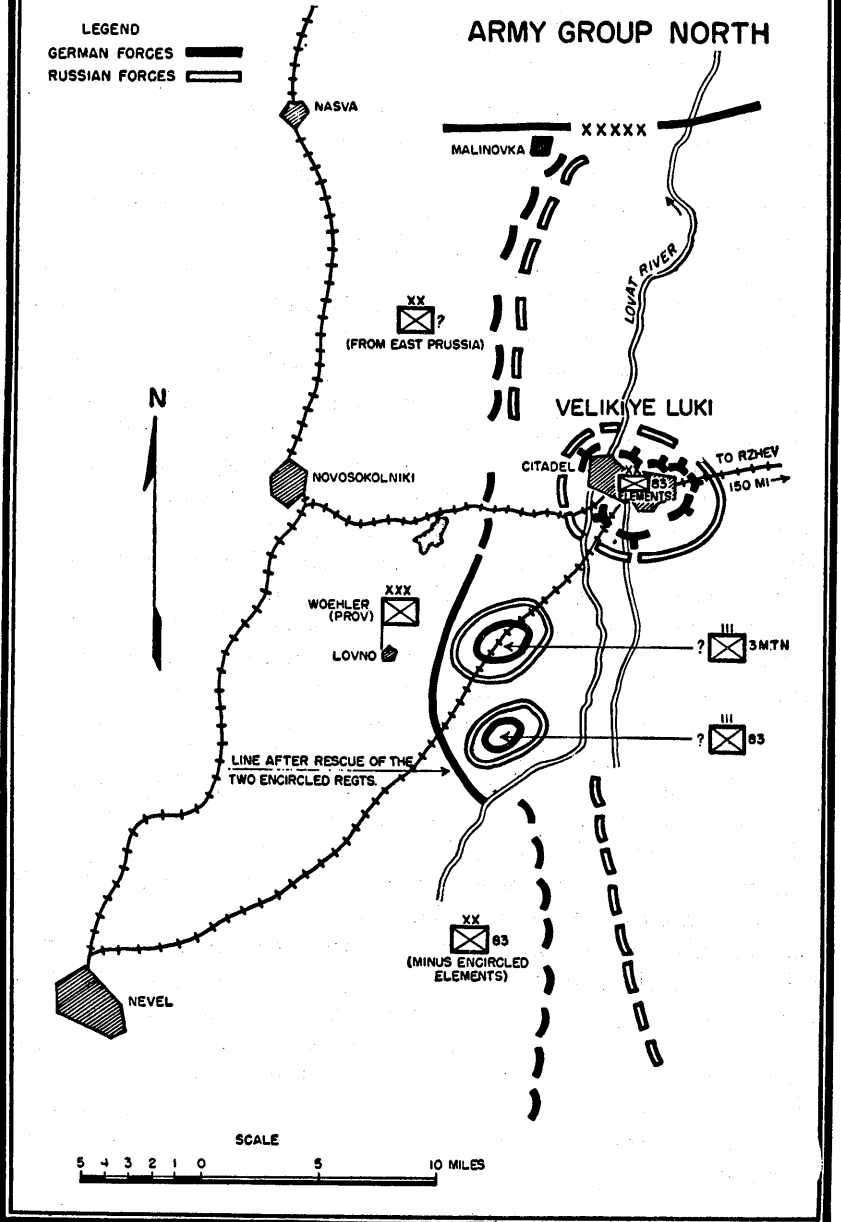 LEGEND
GERMAN FORCES
RUSSIAN FORCES
ARMY GROUP NORTH
NASVA
XXXXX
MALINOVKA
LOVAT RIVER
XX
?
(FROM EAST PRUSSIA)
N
VELIKIYE LUKI
CITADEL
XX
83
ELEMENTS
TO RZHEV
150 MI
NOVOSOKOLNIKI
XXX
WOEHLER
(PROV)
LOVNO
III
? 3 MTN
III
? 83
LINE AFTER RESCUE OF THE
TWO ENCIRCLED REGTS.
XX
83
(MINUS ENCIRCLED
ELEMENTS)
NEVEL
SCALE
5 4 3 2 1 0 5 10 MILES